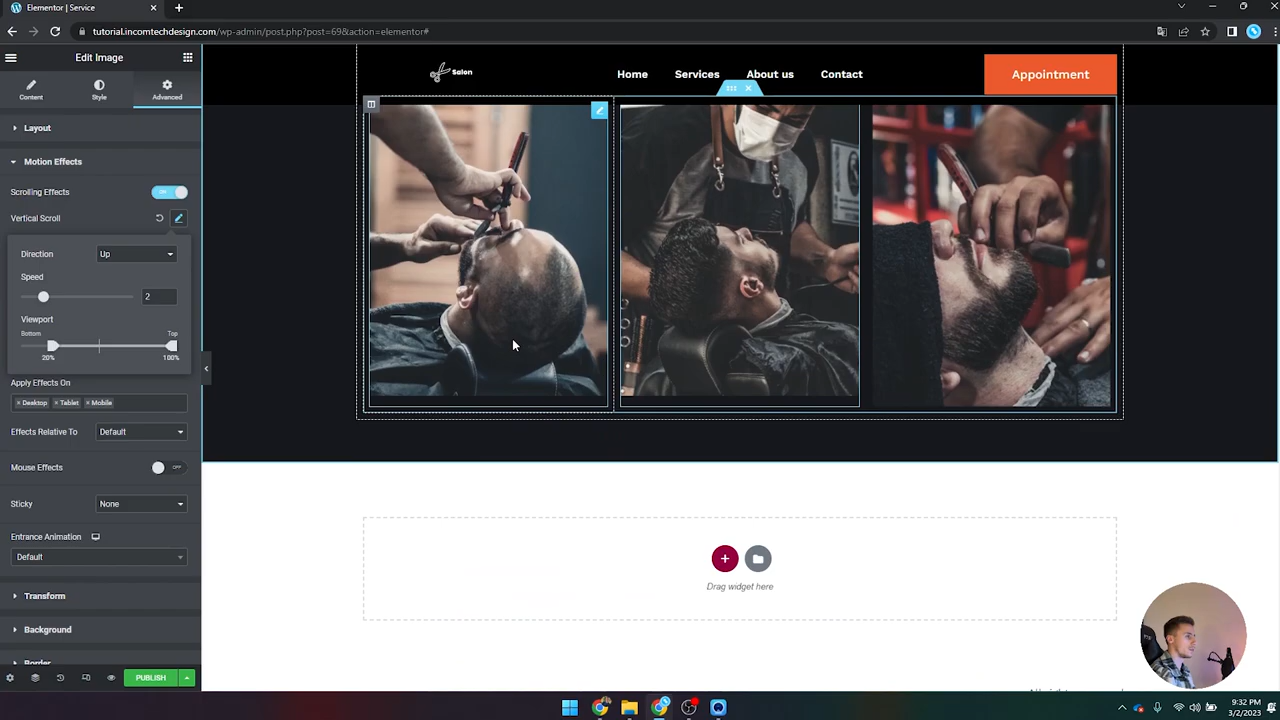 Elementor | Service
tutorial.incomtechdesign.com/wp-admin/post.php?post=69&action=elementor#
Edit Image
Content
Style
Advanced
Layout
Motion Effects
Scrolling Effects
ON
Vertical Scroll
Direction
Up
Speed
2
Viewport
Bottom
Top
20%
100%
Apply Effects On
× Desktop × Tablet × Mobile
Effects Relative To
Default
Mouse Effects
OFF
Sticky
None
Entrance Animation
Default
Transform
Background
Border
PUBLISH
Salon
Home
Services
About us
Contact
Appointment
Drag widget here
9:32 PM
3/2/2023